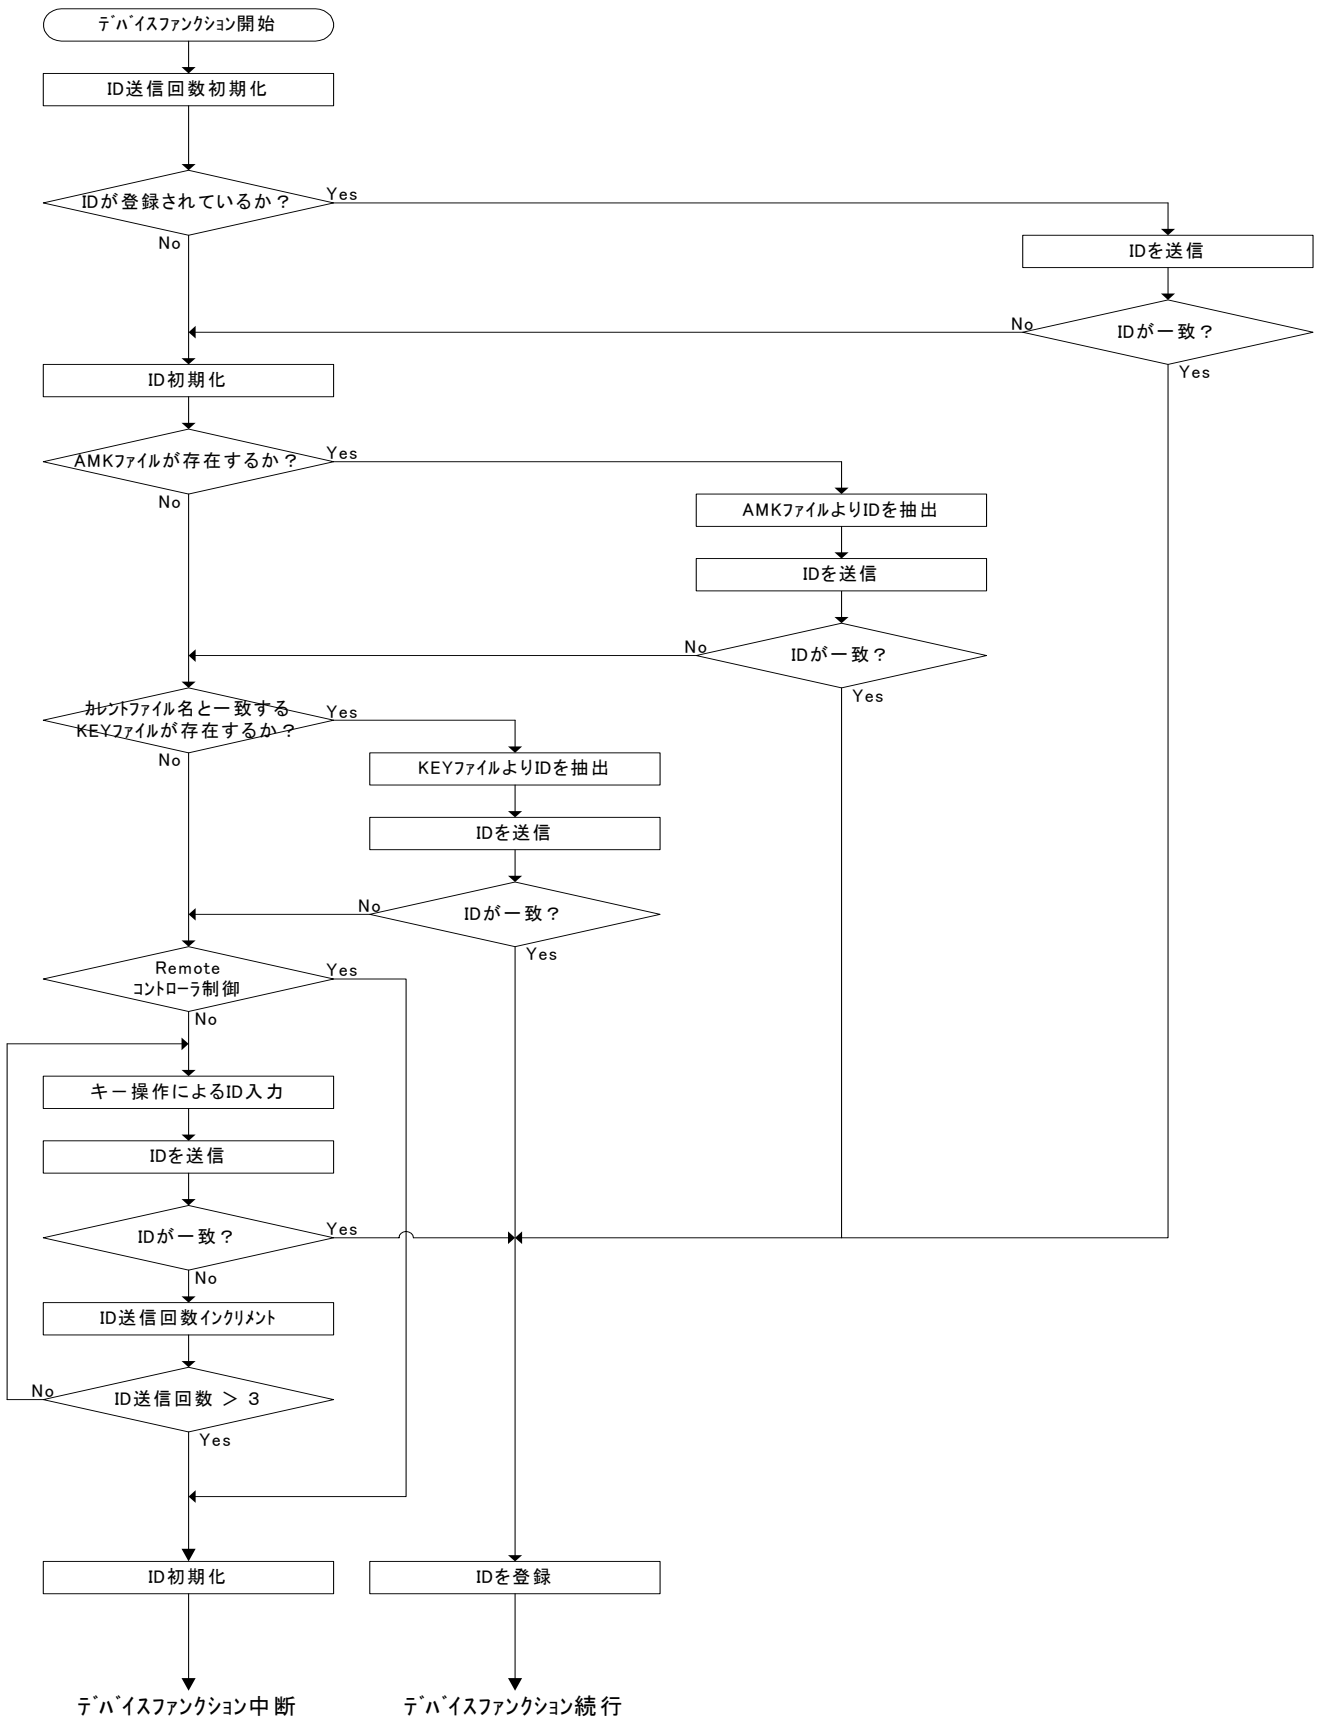 ﾃﾞﾊﾞｲｽﾌｧﾝｸｼｮﾝ開始
ID送信回数初期化
IDが登録されているか？
Yes
No
IDを送信
IDが一致？
No
Yes
ID初期化
AMKﾌｧｲﾙが存在するか？
Yes
No
AMKﾌｧｲﾙよりIDを抽出
IDを送信
IDが一致？
No
Yes
ｶﾚﾝﾄﾌｧｲﾙ名と一致する
KEYﾌｧｲﾙが存在するか？
Yes
No
KEYﾌｧｲﾙよりIDを抽出
IDを送信
IDが一致？
No
Yes
Remote
ｺﾝﾄﾛｰﾗ制御
Yes
No
キー操作によるID入力
IDを送信
IDが一致？
Yes
No
ID送信回数ｲﾝｸﾘﾒﾝﾄ
ID送信回数 ＞ 3
No
Yes
ID初期化
IDを登録
ﾃﾞﾊﾞｲｽﾌｧﾝｸｼｮﾝ中断
ﾃﾞﾊﾞｲｽﾌｧﾝｸｼｮﾝ続行